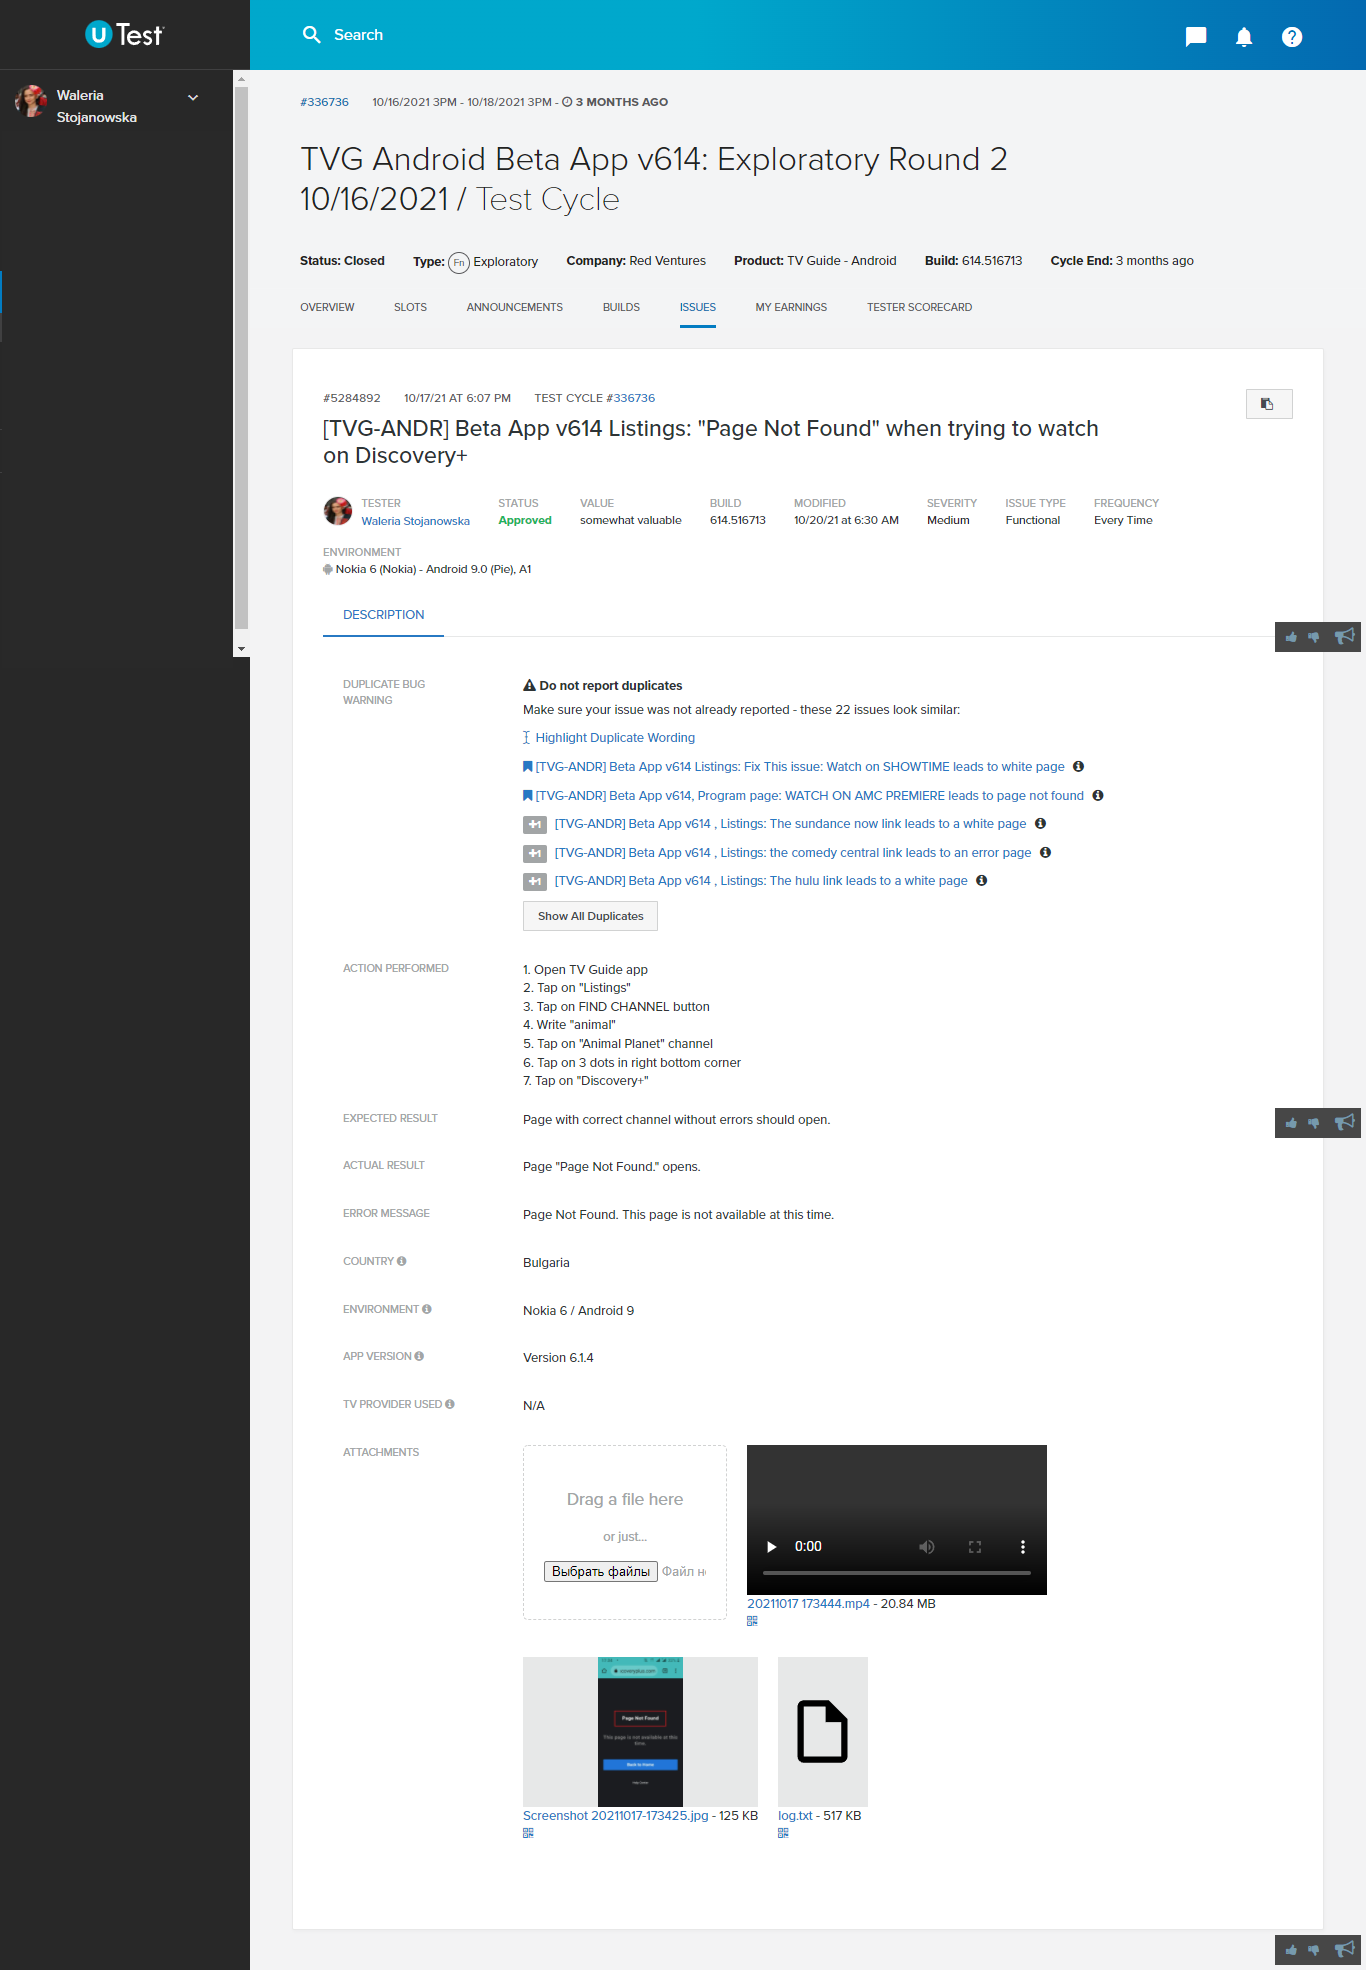 U Test
Search
Waleria
Stojanowska
#336736 10/16/2021 3PM - 10/18/2021 3PM - 3 MONTHS AGO
TVG Android Beta App v614: Exploratory Round 2
10/16/2021 / Test Cycle
Status: Closed Type: Fn Exploratory Company: Red Ventures Product: TV Guide - Android Build: 614.516713 Cycle End: 3 months ago
OVERVIEW SLOTS ANNOUNCEMENTS BUILDS ISSUES MY EARNINGS TESTER SCORECARD
#5284892 10/17/21 AT 6:07 PM TEST CYCLE #336736
[TVG-ANDR] Beta App v614 Listings: "Page Not Found" when trying to watch
on Discovery+
TESTER STATUS VALUE BUILD MODIFIED SEVERITY ISSUE TYPE FREQUENCY
Waleria Stojanowska Approved somewhat valuable 614.516713 10/20/21 at 6:30 AM Medium Functional Every Time
ENVIRONMENT
Nokia 6 (Nokia) - Android 9.0 (Pie), A1
DESCRIPTION
DUPLICATE BUG
WARNING
Do not report duplicates
Make sure your issue was not already reported - these 22 issues look similar:
Highlight Duplicate Wording
[TVG-ANDR] Beta App v614 Listings: Fix This issue: Watch on SHOWTIME leads to white page
[TVG-ANDR] Beta App v614, Program page: WATCH ON AMC PREMIERE leads to page not found
+1 [TVG-ANDR] Beta App v614 , Listings: The sundance now link leads to a white page
+1 [TVG-ANDR] Beta App v614 , Listings: the comedy central link leads to an error page
+1 [TVG-ANDR] Beta App v614 , Listings: The hulu link leads to a white page
Show All Duplicates
ACTION PERFORMED
1. Open TV Guide app
2. Tap on "Listings"
3. Tap on FIND CHANNEL button
4. Write "animal"
5. Tap on "Animal Planet" channel
6. Tap on 3 dots in right bottom corner
7. Tap on "Discovery+"
EXPECTED RESULT Page with correct channel without errors should open.
ACTUAL RESULT Page "Page Not Found." opens.
ERROR MESSAGE Page Not Found. This page is not available at this time.
COUNTRY Bulgaria
ENVIRONMENT Nokia 6 / Android 9
APP VERSION Version 6.1.4
TV PROVIDER USED N/A
ATTACHMENTS
Drag a file here
or just...
Выбрать файлы Файл не
0:00
20211017 173444.mp4 - 20.84 MB
Page Not Found
This page is not available at this
time.
Back to Home
Screenshot 20211017-173425.jpg - 125 KB
log.txt - 517 KB